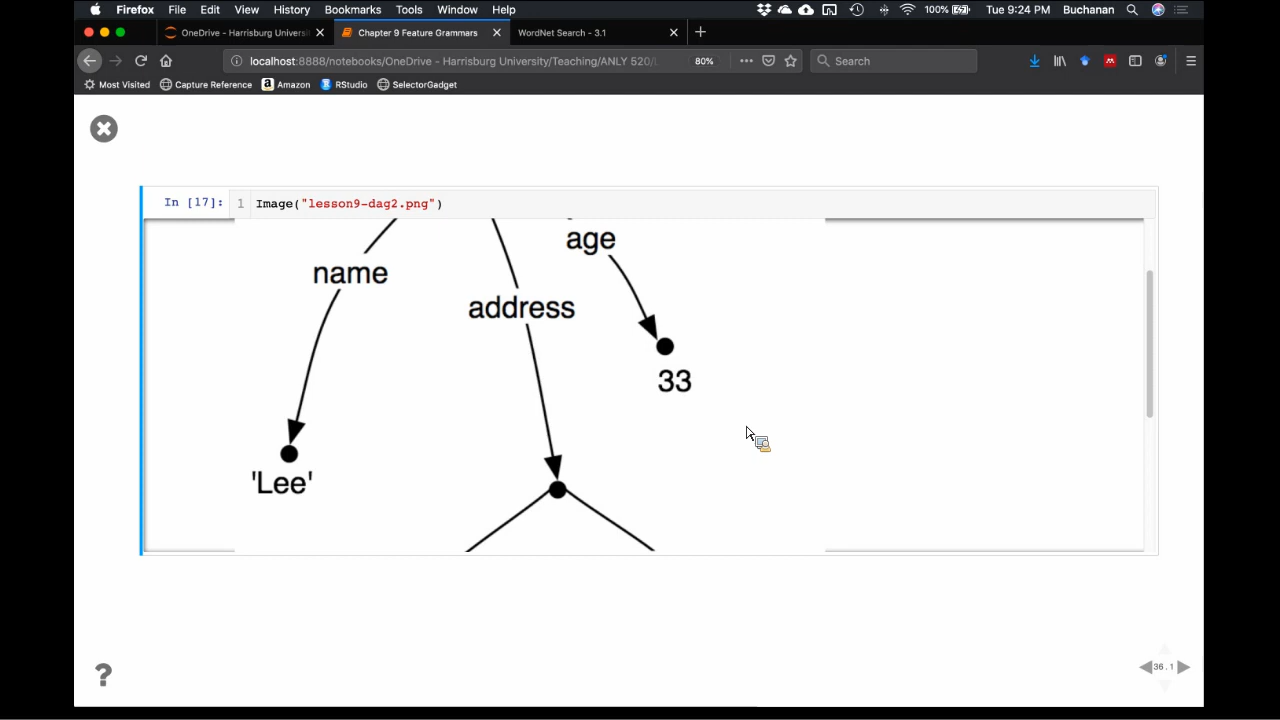 Firefox File Edit View History Bookmarks Tools Window Help 100% Tue 9:24 PM Buchanan
OneDrive - Harrisburg Universi Chapter 9 Feature Grammars WordNet Search - 3.1
localhost:8888/notebooks/OneDrive - Harrisburg University/Teaching/ANLY 520/ 80% Search
Most Visited Capture Reference Amazon RStudio SelectorGadget
In [17]: 1 Image("lesson9-dag2.png")
age
name
address
33
'Lee'
36.1
?